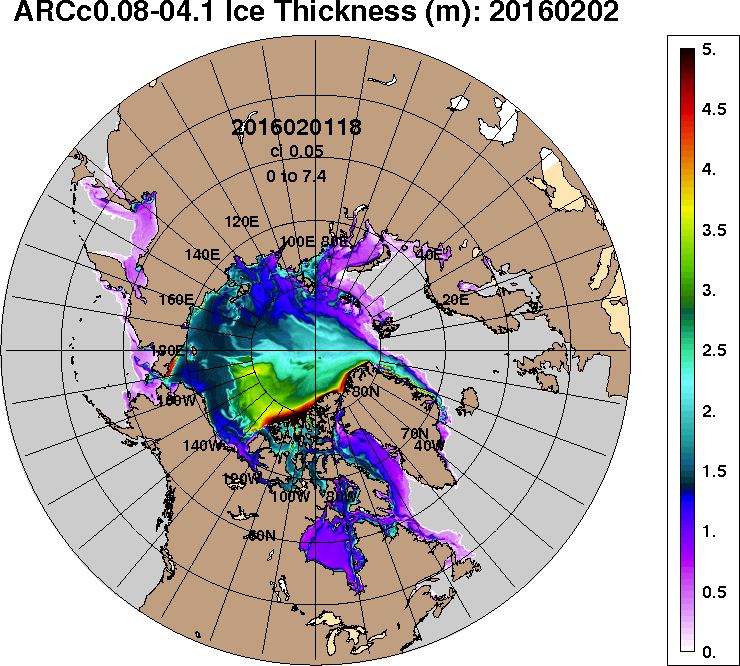 ARCc0.08-04.1 Ice Thickness (m): 20160202
2016020118
ci 0.05
0 to 7.4
120E
100E 80E
140E
40E
160E
20E
180E
160W
80N
140W
70N
40W
120W
100W
80W
60N
5.
4.5
4.
3.5
3.
2.5
2.
1.5
1.
0.5
0.